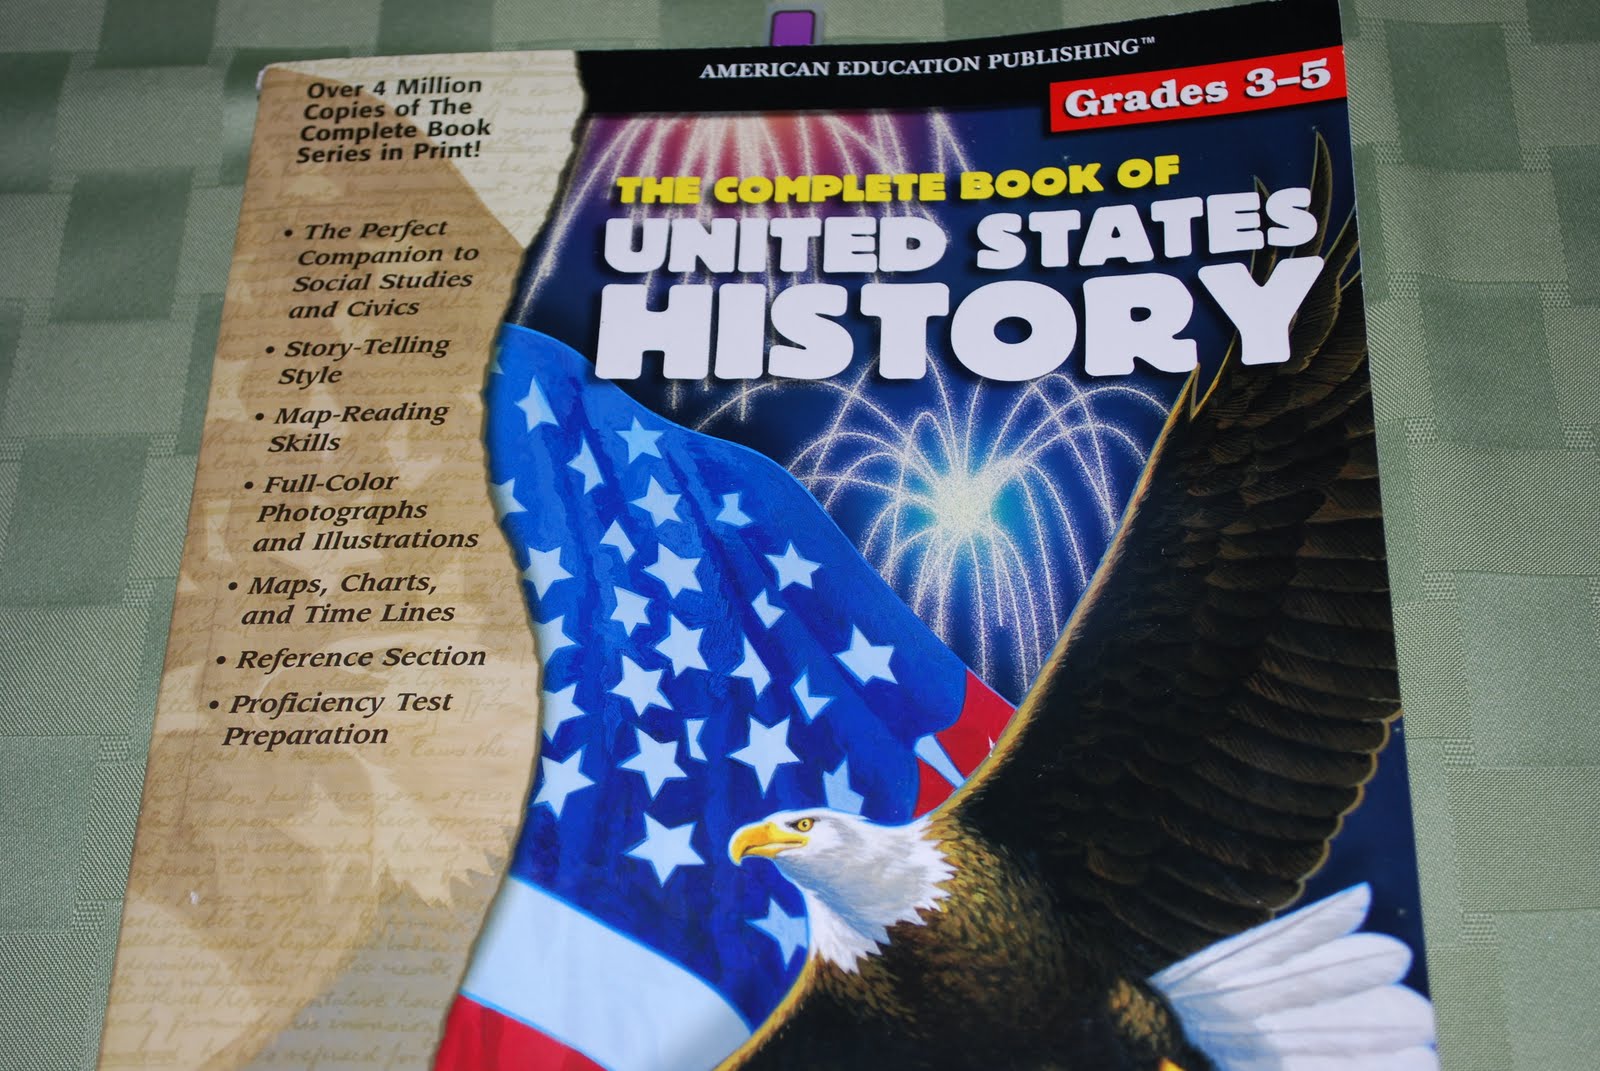 AMERICAN EDUCATION PUBLISHING™
Grades 3–5
THE COMPLETE BOOK OF
UNITED STATES
HISTORY
Over 4 Million
Copies of The
Complete Book
Series in Print!
• The Perfect
Companion to
Social Studies
and Civics
• Story-Telling
Style
• Map-Reading
Skills
• Full-Color
Photographs
and Illustrations
• Maps, Charts,
and Time Lines
• Reference Section
• Proficiency Test
Preparation